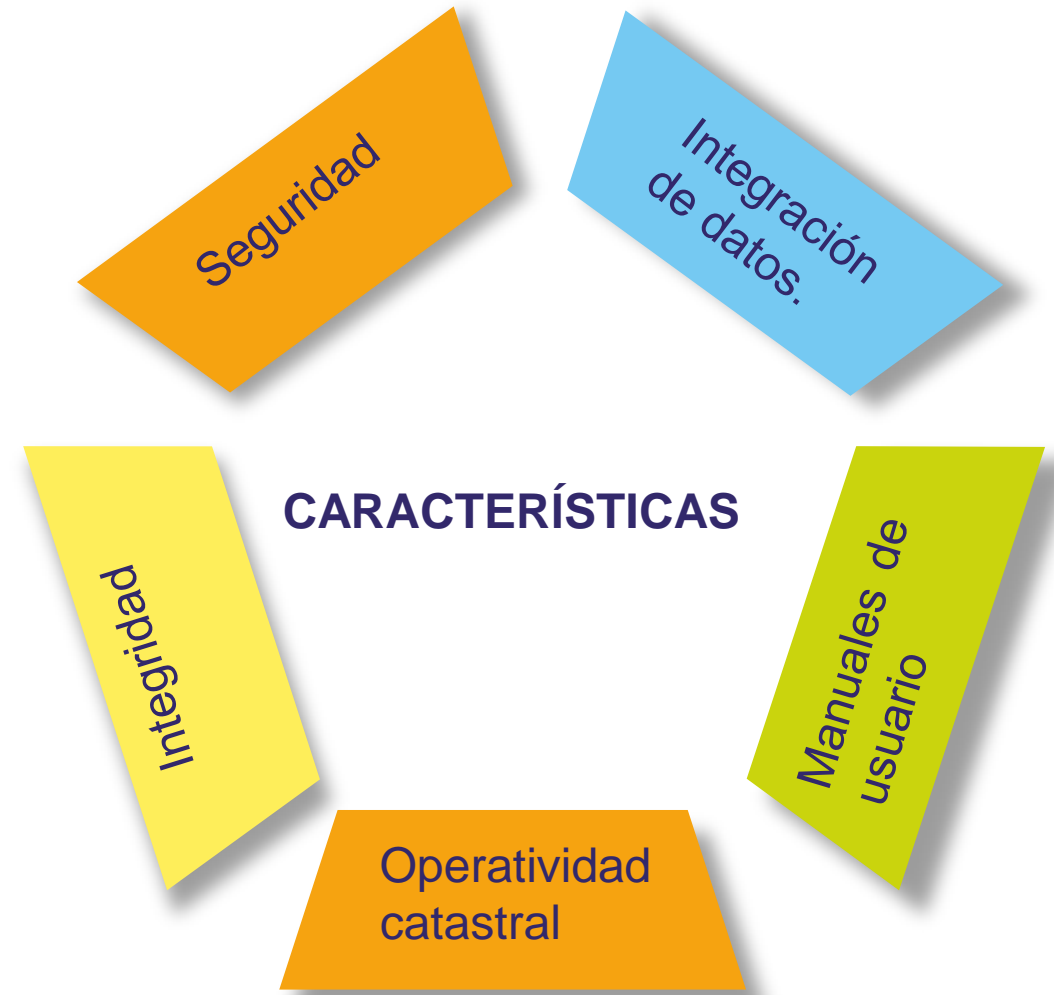 Seguridad
Integración
de datos.
CARACTERÍSTICAS
Integridad
Manuales de
usuario
Operatividad
catastral